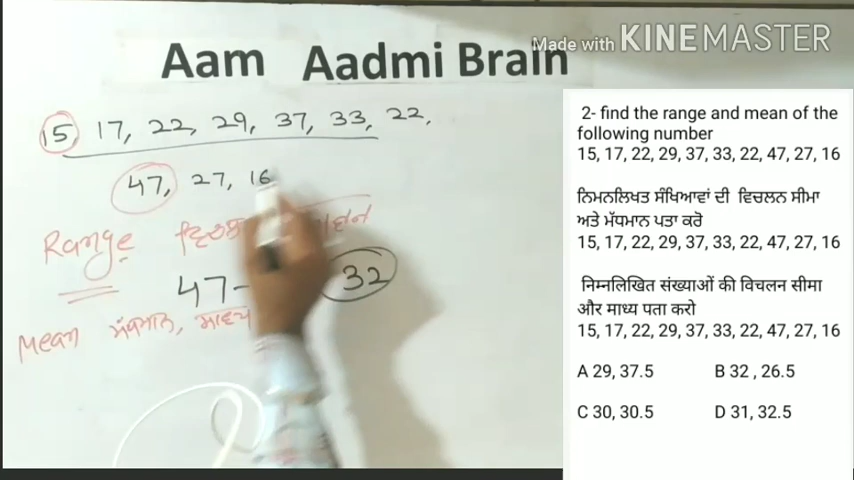 Made with KINEMASTER
Aam Aadmi Brain
15, 17, 22, 29, 37, 33, 22,
47, 27, 16
Range
47-
32
Mean ਮੱਧਮਾਨ,
2- find the range and mean of the
following number
15, 17, 22, 29, 37, 33, 22, 47, 27, 16
ਨਿਮਨਲਿਖਤ ਸੰਖਿਆਵਾਂ ਦੀ ਵਿਚਲਨ ਸੀਮਾ
ਅਤੇ ਮੱਧਮਾਨ ਪਤਾ ਕਰੋ
15, 17, 22, 29, 37, 33, 22, 47, 27, 16
निम्नलिखित संख्याओं की विचलन सीमा
और माध्य पता करो
15, 17, 22, 29, 37, 33, 22, 47, 27, 16
A 29, 37.5 B 32 , 26.5
C 30, 30.5 D 31, 32.5